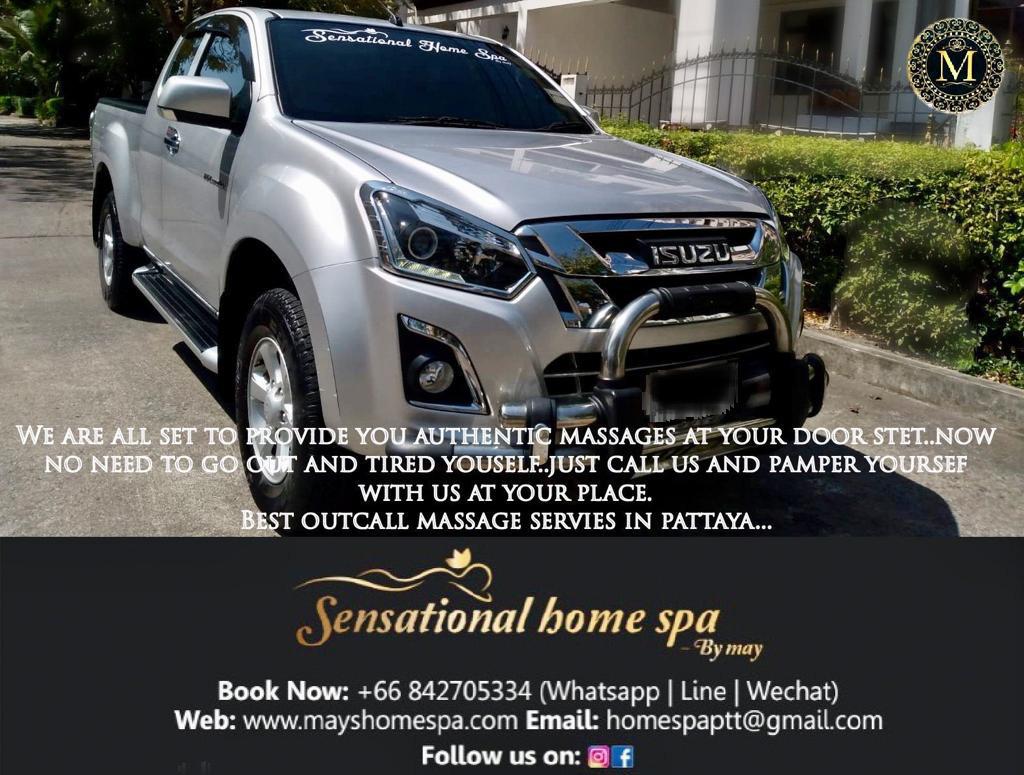 Sensational Home Spa
By May
M
ISUZU
WE ARE ALL SET TO PROVIDE YOU AUTHENTIC MASSAGES AT YOUR DOOR STET..NOW
NO NEED TO GO OUT AND TIRED YOUSELF..JUST CALL US AND PAMPER YOURSEF
WITH US AT YOUR PLACE.
BEST OUTCALL MASSAGE SERVIES IN PATTAYA...
Sensational home spa
- By may
Book Now: +66 842705334 (Whatsapp | Line | Wechat)
Web: www.mayshomespa.com Email: homespaptt@gmail.com
Follow us on: